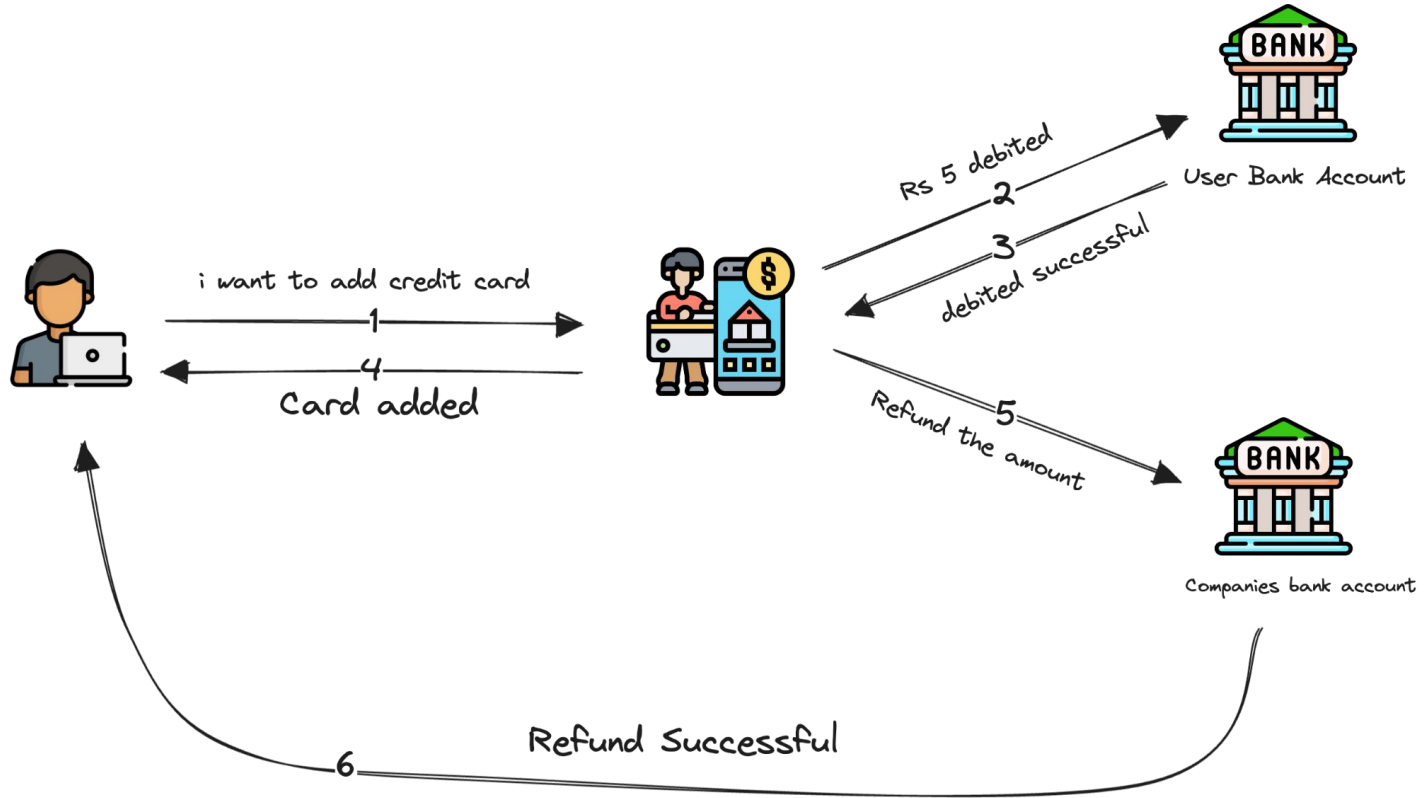 BANK
User Bank Account
Rs 5 debited
2
3
debited successful
i want to add credit card
1
4
Card added
$
5
Refund the amount
BANK
Companies bank account
Refund Successful
6